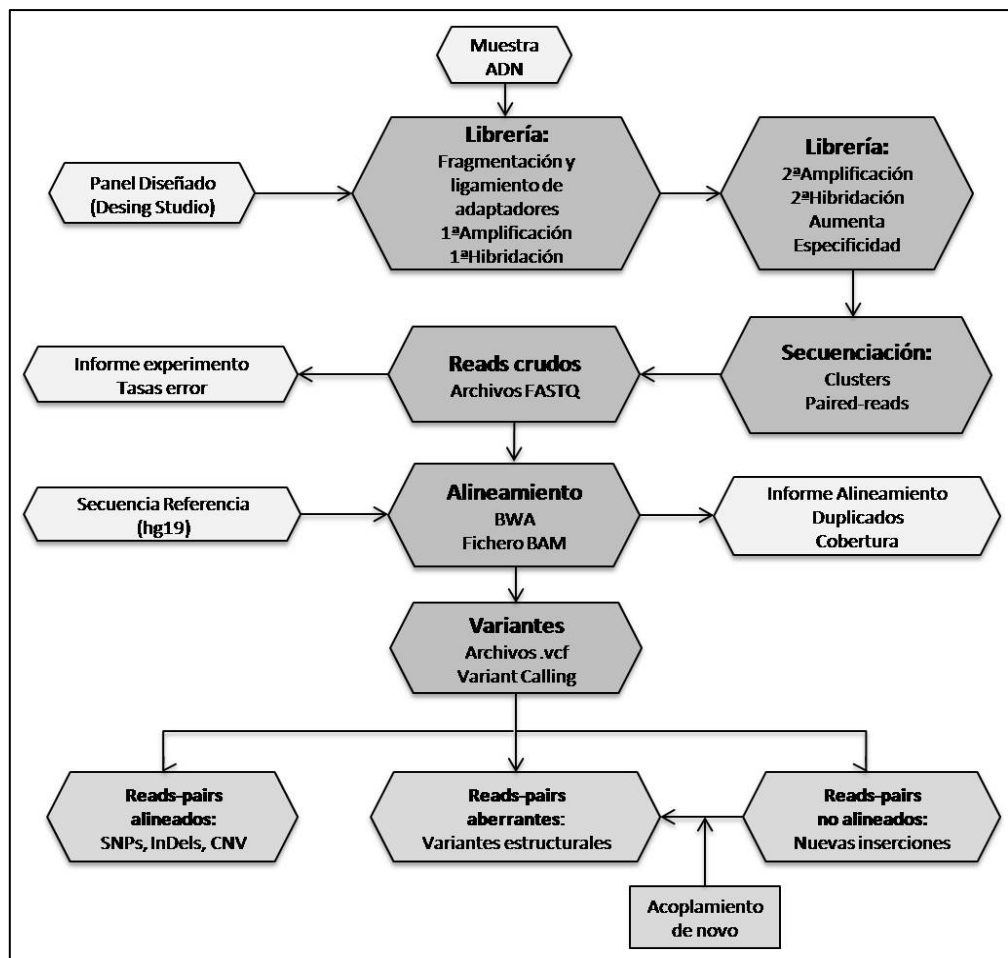 Muestra
ADN
Librería:
Fragmentación y
ligamiento de
adaptadores
1ªAmplificación
1ªHibridación
Librería:
2ªAmplificación
2ªHibridación
Aumenta
Especificidad
Panel Diseñado
(Desing Studio)
Informe experimento
Tasas error
Reads crudos
Archivos FASTQ
Secuenciación:
Clusters
Paired-reads
Secuencia Referencia
(hg19)
Alineamiento
BWA
Fichero BAM
Informe Alineamiento
Duplicados
Cobertura
Variantes
Archivos .vcf
Variant Calling
Reads-pairs
alineados:
SNPs, InDels, CNV
Reads-pairs
aberrantes:
Variantes estructurales
Reads-pairs
no alineados:
Nuevas inserciones
Acoplamiento
de novo